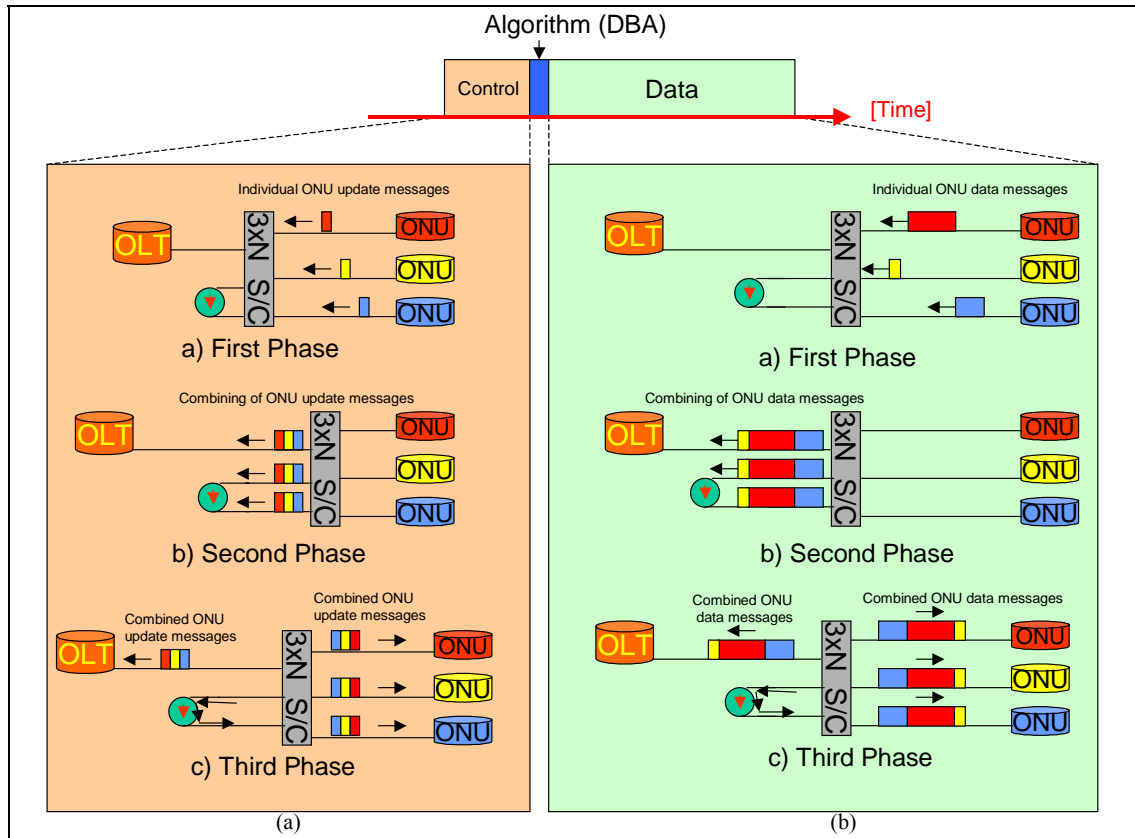 Algorithm (DBA)
Control
Data
[Time]
Individual ONU update messages
OLT
3xN S/C
ONU
ONU
ONU
a) First Phase
Combining of ONU update messages
OLT
3xN S/C
ONU
ONU
ONU
b) Second Phase
Combined ONU
update messages
Combined ONU
update messages
OLT
3xN S/C
ONU
ONU
ONU
c) Third Phase
(a)
Individual ONU data messages
OLT
3xN S/C
ONU
ONU
ONU
a) First Phase
Combining of ONU data messages
OLT
3xN S/C
ONU
ONU
ONU
b) Second Phase
Combined ONU
data messages
Combined ONU data messages
OLT
3xN S/C
ONU
ONU
ONU
c) Third Phase
(b)